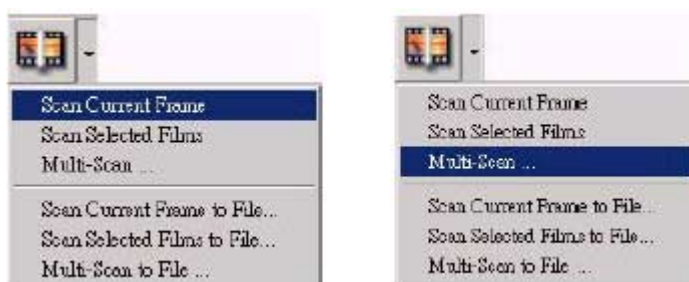 Scan Current Frame
Scan Selected Films
Multi-Scan ...
Scan Current Frame to File...
Scan Selected Films to File...
Multi-Scan to File ...
Scan Current Frame
Scan Selected Films
Multi-Scan ...
Scan Current Frame to File...
Scan Selected Films to File...
Multi-Scan to File ...